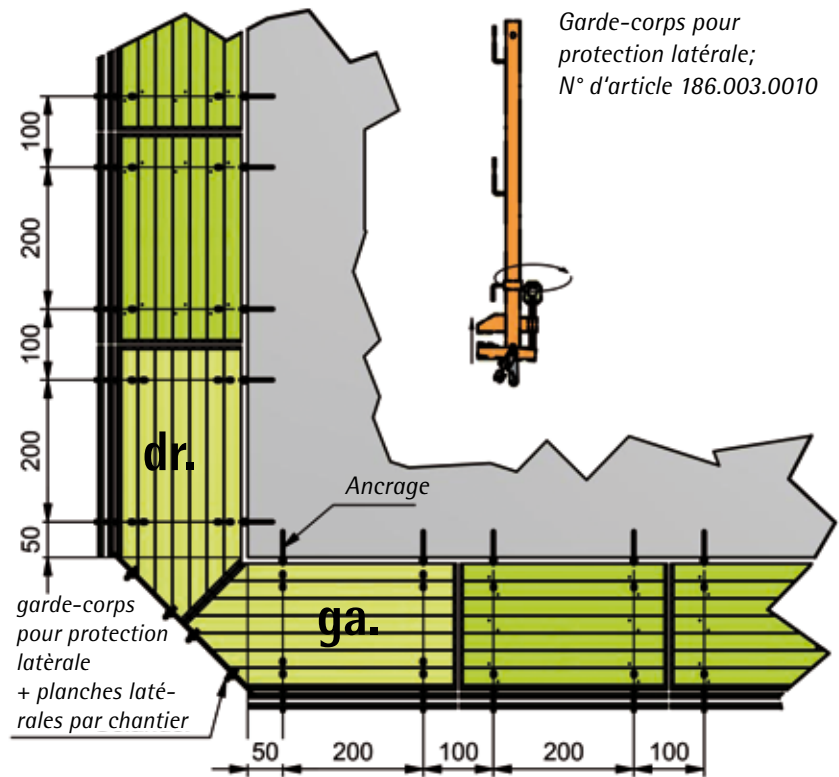 Garde-corps pour
protection latérale;
N° d'article 186.003.0010
100
200
100
200
50
dr.
Ancrage
ga.
garde-corps
pour protection
latèrale
+ planches laté-
rales par chantier
50 200 100 200 100